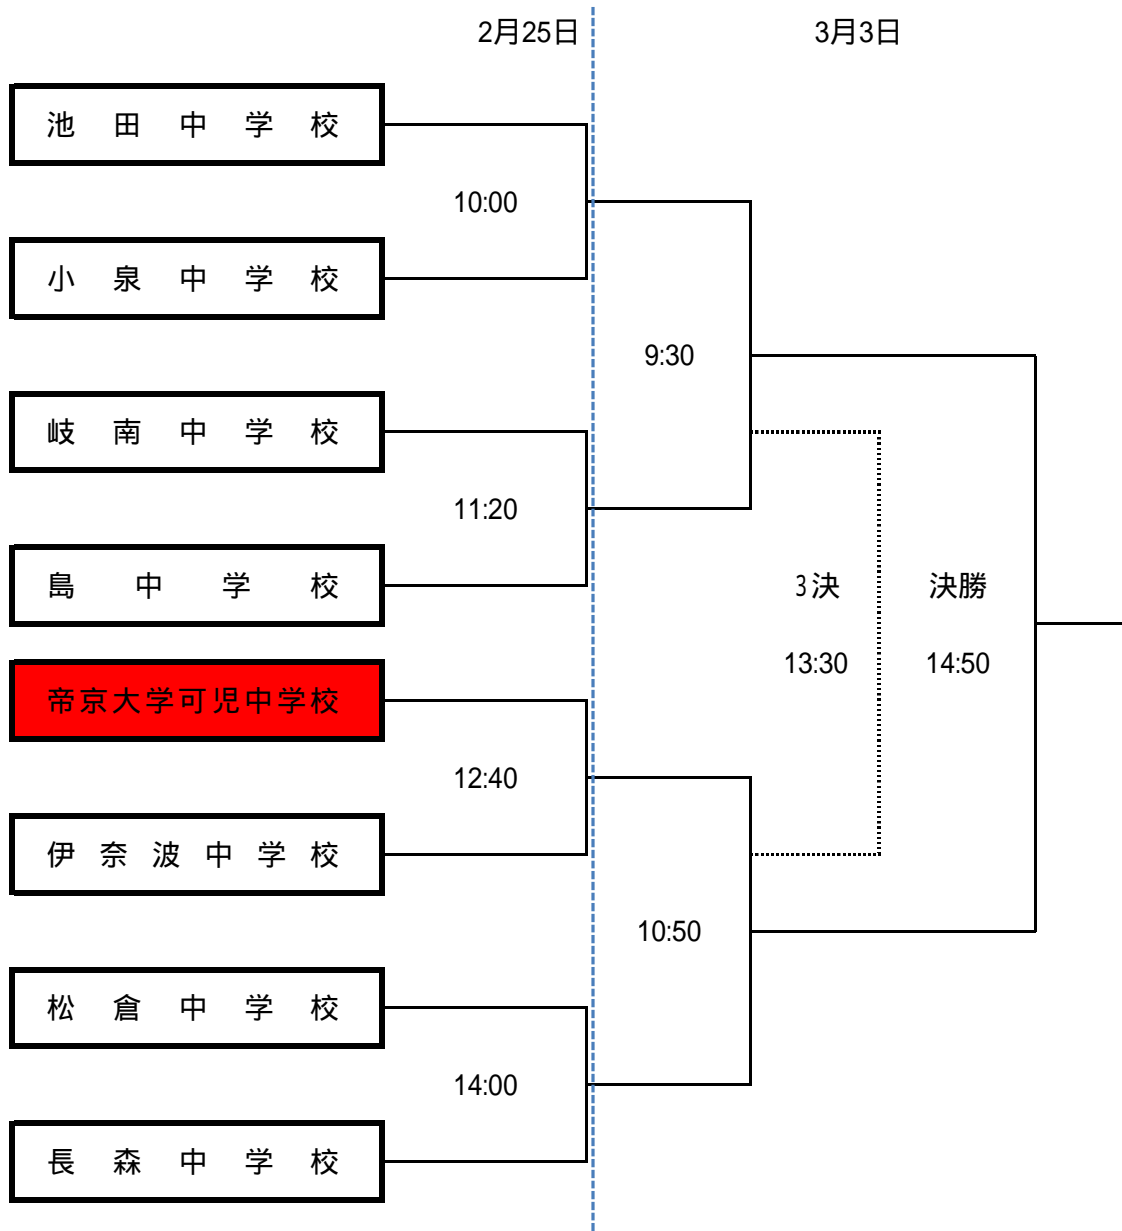 2月25日 3月3日
池田中学校
10:00
小泉中学校
9:30
岐南中学校
11:20
島中学校
3決 決勝
13:30 14:50
帝京大学可児中学校
12:40
伊奈波中学校
10:50
松倉中学校
14:00
長森中学校